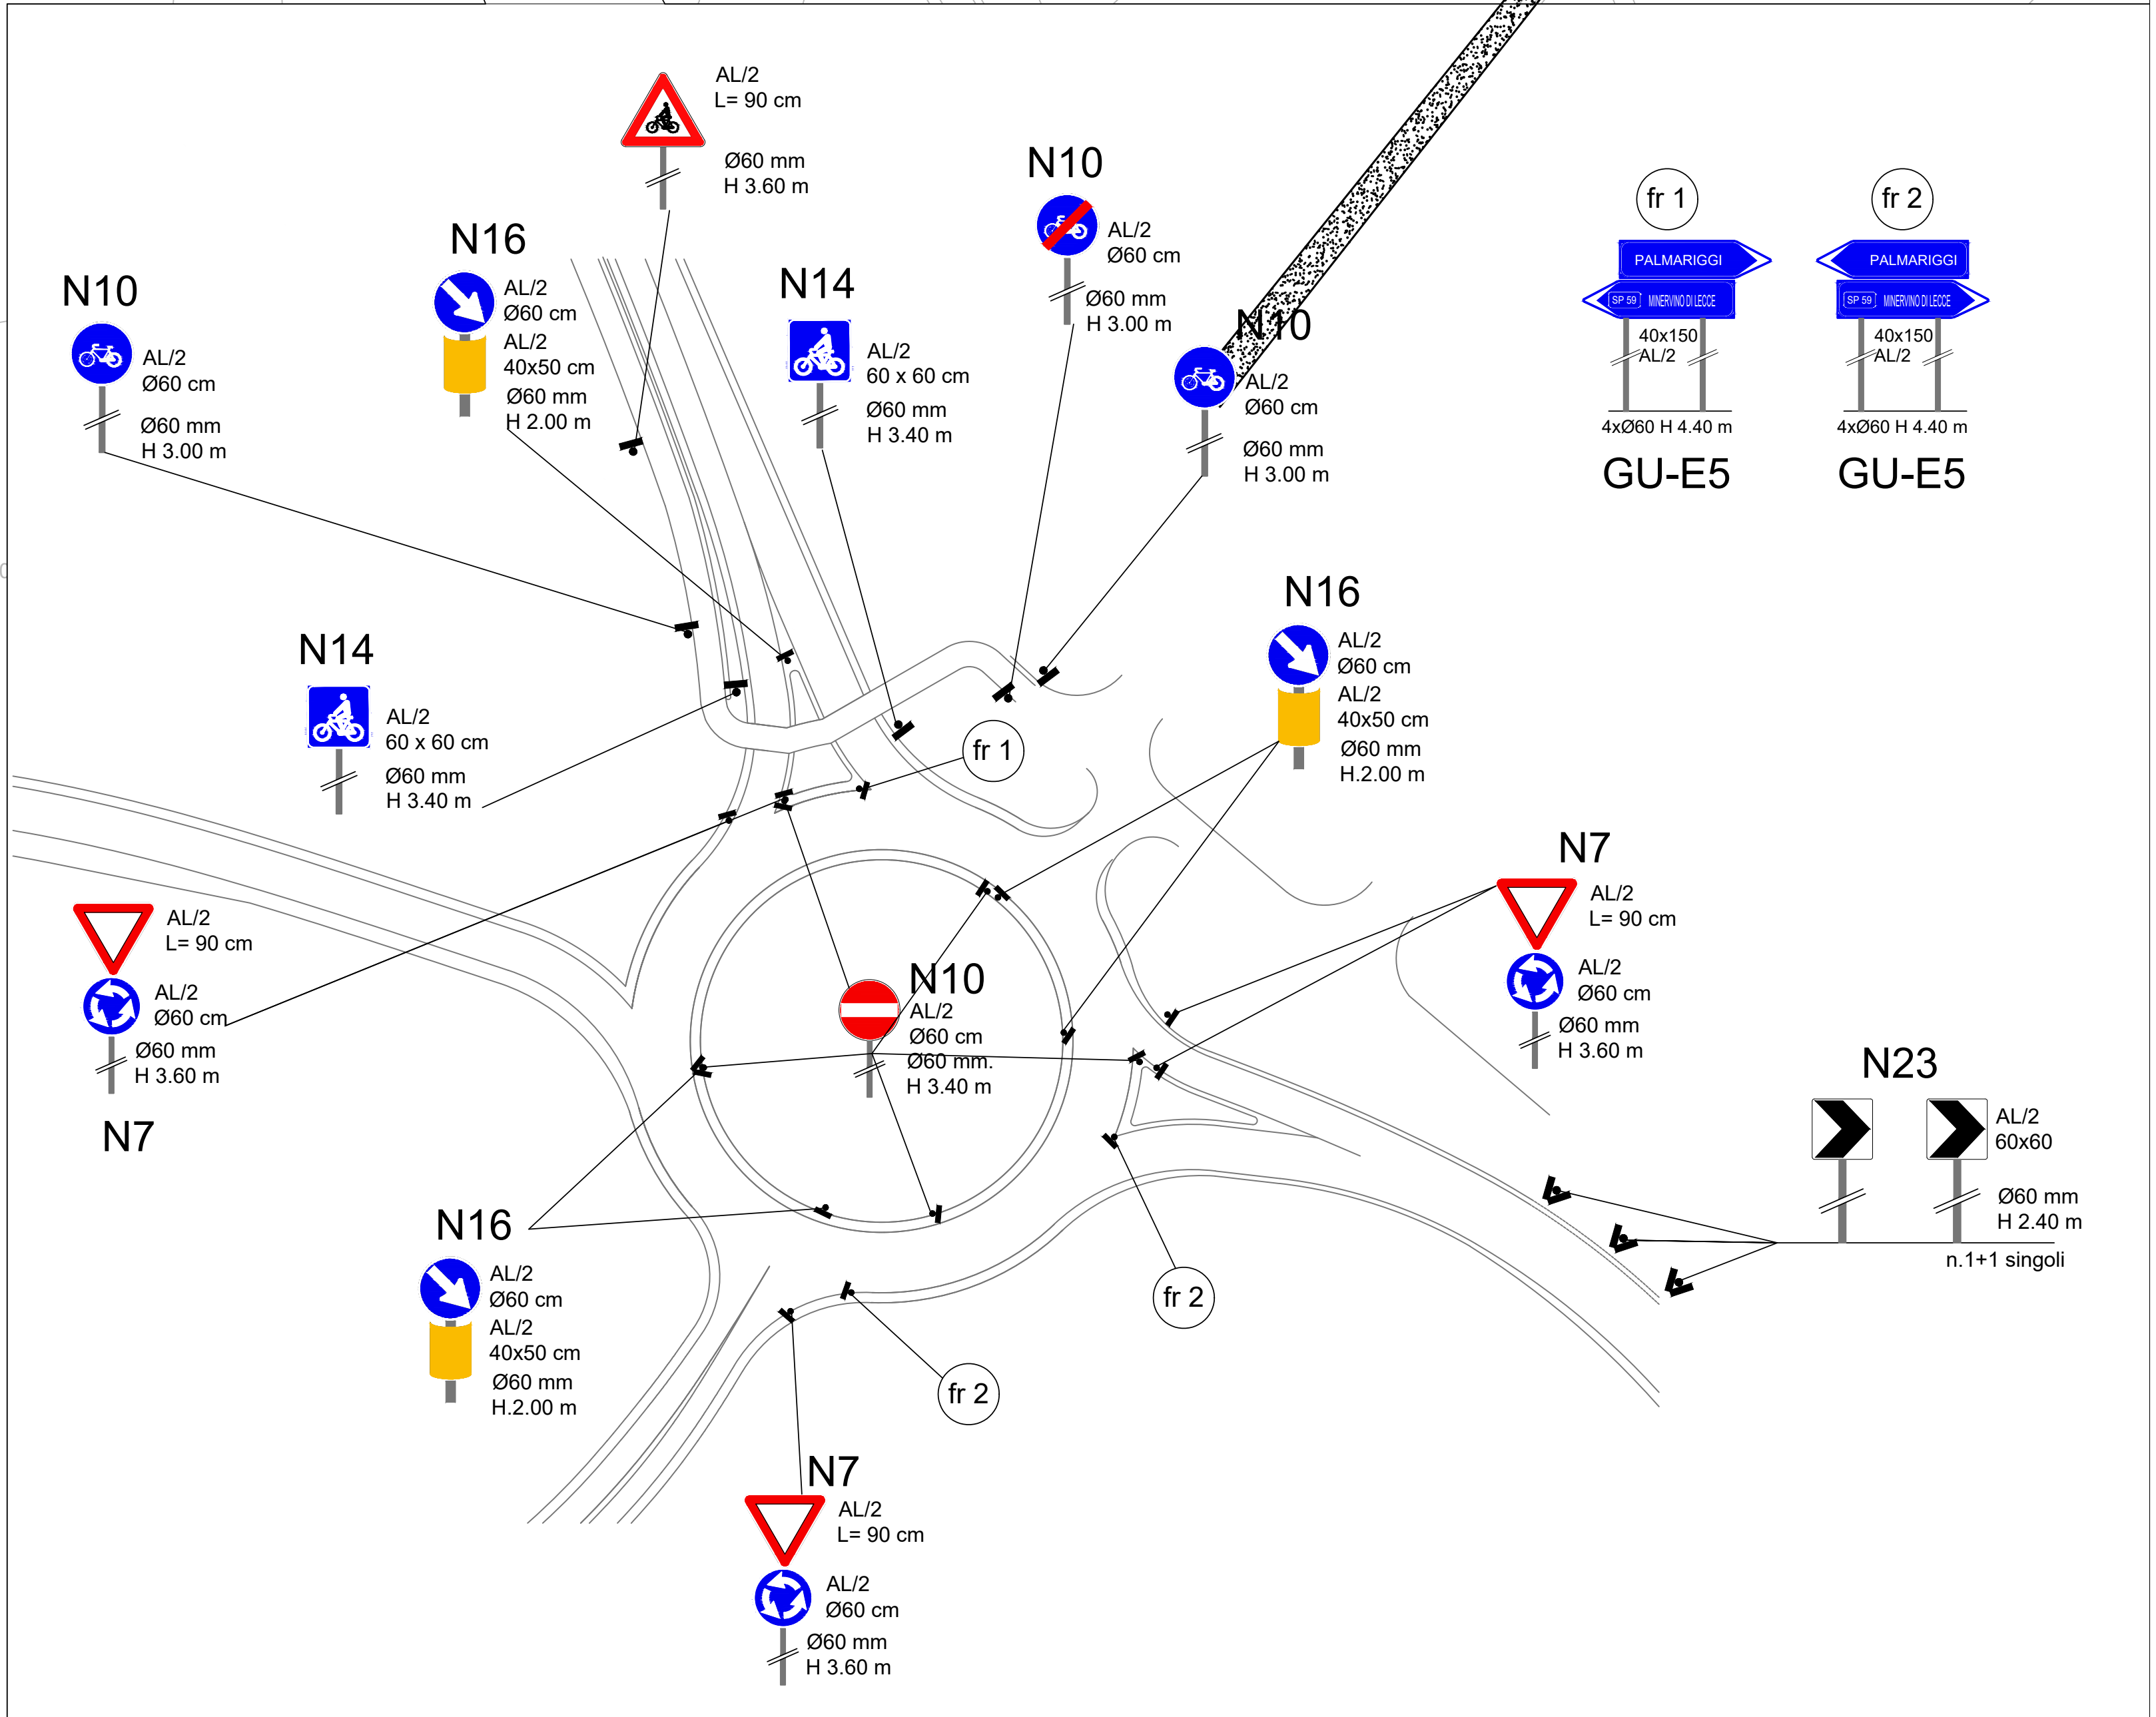 AL/2
L= 90 cm
Ø60 mm
H 3.60 m
N10
AL/2
Ø60 cm
Ø60 mm
H 3.00 m
fr 1
PALMARIGGI
SP 59 MINERVINO DI LECCE
40x150
AL/2
4xØ60 H 4.40 m
GU-E5
fr 2
PALMARIGGI
SP 59 MINERVINO DI LECCE
40x150
AL/2
4xØ60 H 4.40 m
GU-E5
N16
AL/2
Ø60 cm
AL/2
40x50 cm
Ø60 mm
H 2.00 m
N10
AL/2
Ø60 cm
Ø60 mm
H 3.00 m
N14
AL/2
60 x 60 cm
Ø60 mm
H 3.40 m
N10
AL/2
Ø60 cm
Ø60 mm
H 3.00 m
N14
AL/2
60 x 60 cm
Ø60 mm
H 3.40 m
N16
AL/2
Ø60 cm
AL/2
40x50 cm
Ø60 mm
H.2.00 m
fr 1
AL/2
L= 90 cm
AL/2
Ø60 cm
Ø60 mm
H 3.60 m
N7
N10
AL/2
Ø60 cm
Ø60 mm.
H 3.40 m
N7
AL/2
L= 90 cm
AL/2
Ø60 cm
Ø60 mm
H 3.60 m
N23
AL/2
60x60
Ø60 mm
H 2.40 m
n.1+1 singoli
N16
AL/2
Ø60 cm
AL/2
40x50 cm
Ø60 mm
H.2.00 m
fr 2
fr 2
N7
AL/2
L= 90 cm
AL/2
Ø60 cm
Ø60 mm
H 3.60 m